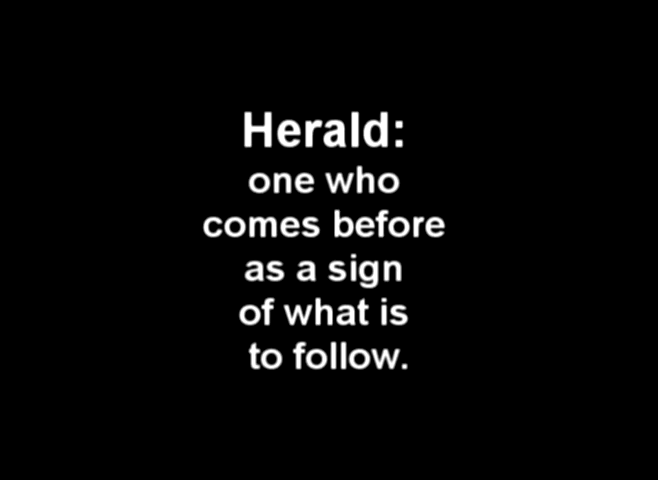 Herald:
one who
comes before
as a sign
of what is
to follow.